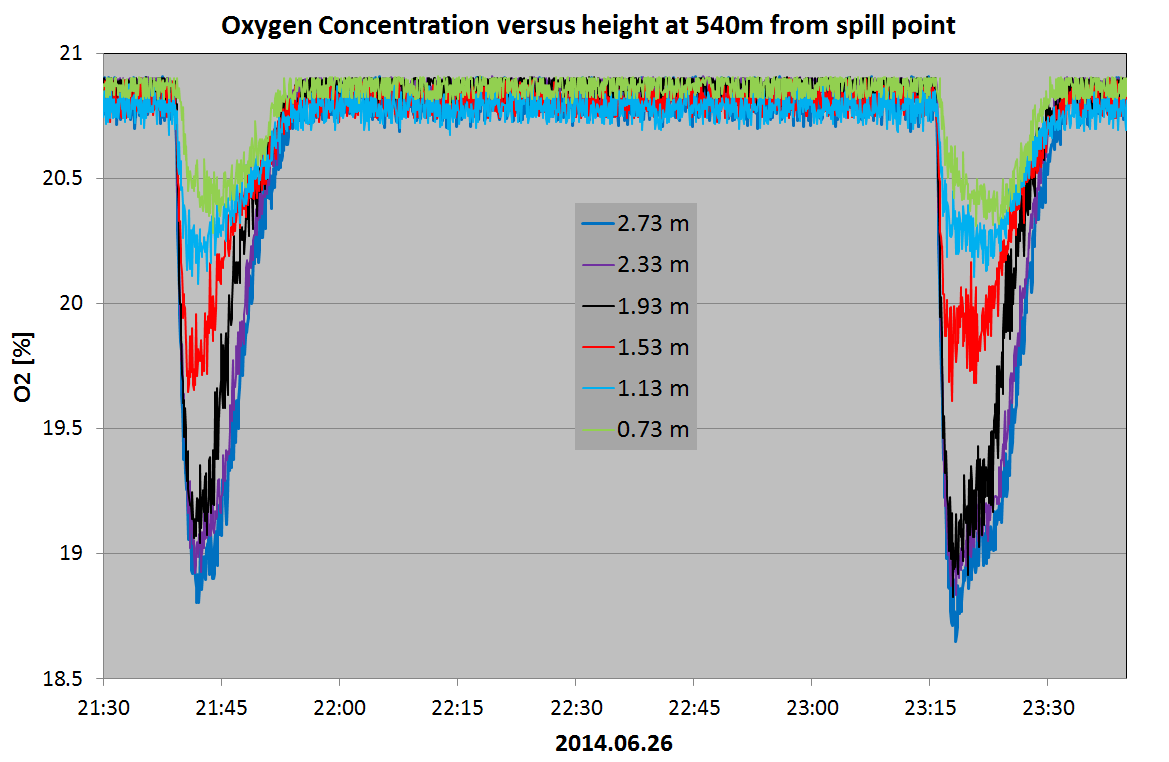 Oxygen Concentration versus height at 540m from spill point
21
20.5
20
19.5
19
18.5
O2 [%]
2.73 m
2.33 m
1.93 m
1.53 m
1.13 m
0.73 m
21:30 21:45 22:00 22:15 22:30 22:45 23:00 23:15 23:30
2014.06.26